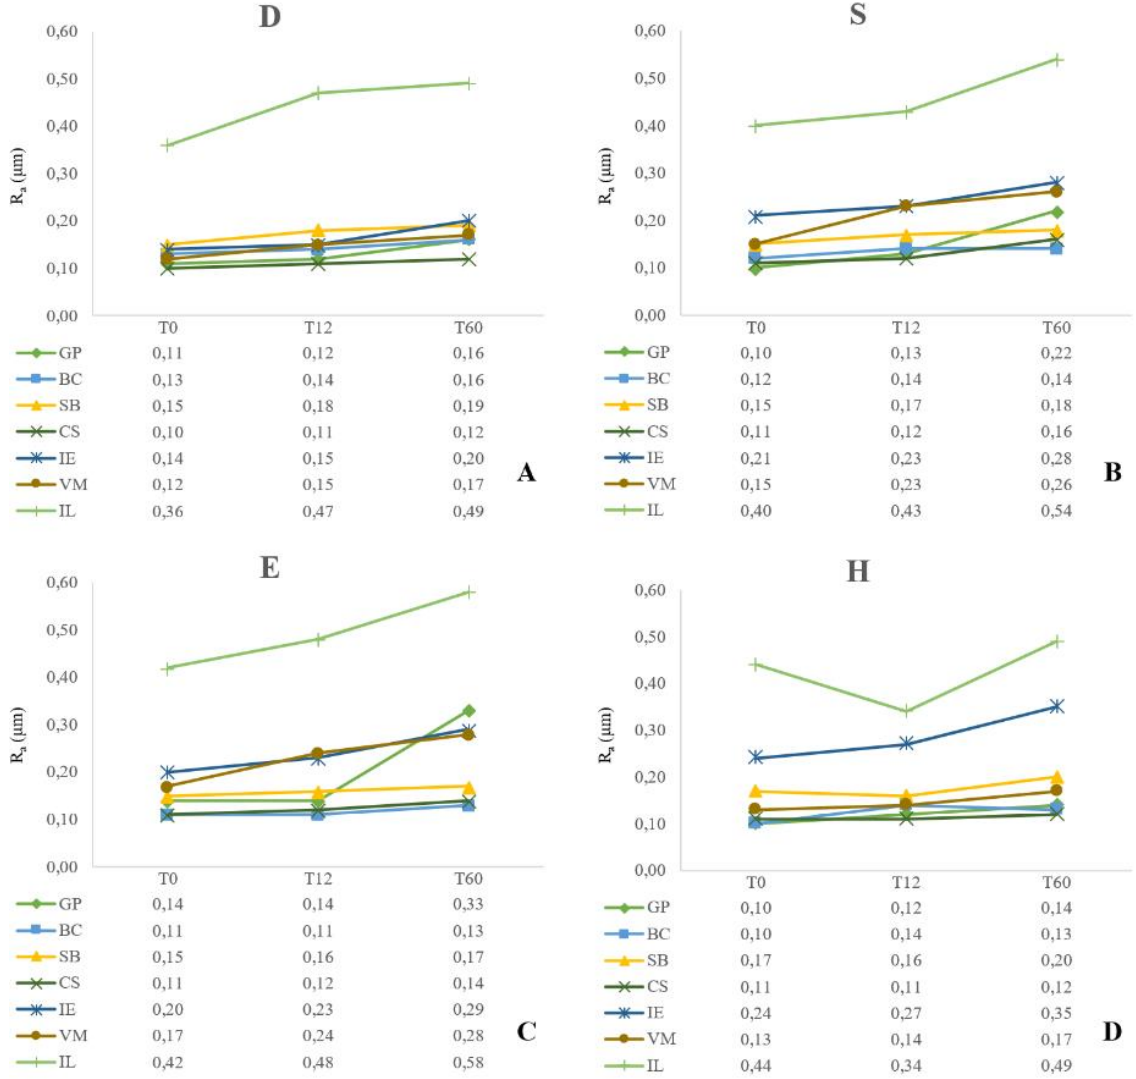 D
0,60
0,50
0,40
0,30
0,20
0,10
0,00
Ra (µm)
T0 T12 T60
GP 0,11 0,12 0,16
BC 0,13 0,14 0,16
SB 0,15 0,18 0,19
CS 0,10 0,11 0,12
IE 0,14 0,15 0,20
VM 0,12 0,15 0,17
IL 0,36 0,47 0,49
A
S
0,60
0,50
0,40
0,30
0,20
0,10
0,00
Ra (µm)
T0 T12 T60
GP 0,10 0,13 0,22
BC 0,12 0,14 0,14
SB 0,15 0,17 0,18
CS 0,11 0,12 0,16
IE 0,21 0,23 0,28
VM 0,15 0,23 0,26
IL 0,40 0,43 0,54
B
E
0,60
0,50
0,40
0,30
0,20
0,10
0,00
Ra (µm)
T0 T12 T60
GP 0,14 0,14 0,33
BC 0,11 0,11 0,13
SB 0,15 0,16 0,17
CS 0,11 0,12 0,14
IE 0,20 0,23 0,29
VM 0,17 0,24 0,28
IL 0,42 0,48 0,58
C
H
0,60
0,50
0,40
0,30
0,20
0,10
0,00
Ra (µm)
T0 T12 T60
GP 0,10 0,12 0,14
BC 0,10 0,14 0,13
SB 0,17 0,16 0,20
CS 0,11 0,11 0,12
IE 0,24 0,27 0,35
VM 0,13 0,14 0,17
IL 0,44 0,34 0,49
D